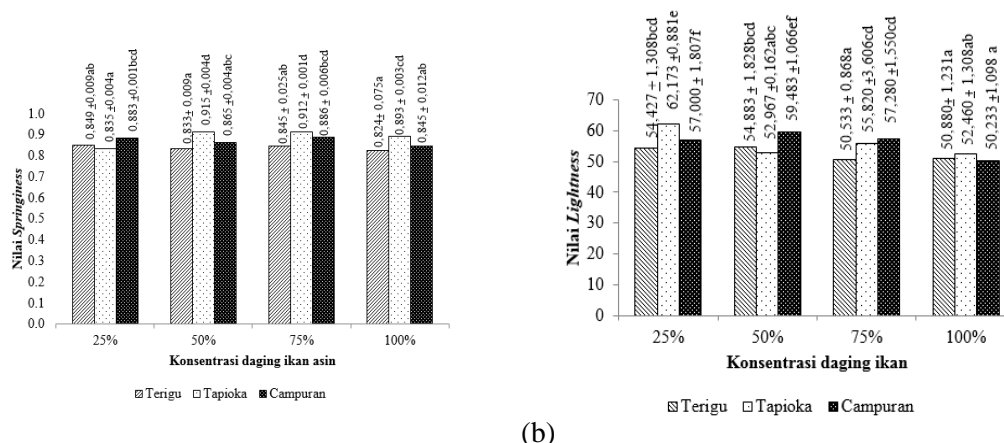 0,849 ±0,009ab
0,835 ±0,004a
0,883 ±0,001bcd
0,833± 0,009a
0,915 ±0,004d
0,865 ±0,004abc
0,845 ± 0,025ab
0,912 ± 0,001d
0,886 ± 0,006bcd
0,824± 0,075a
0,893 ± 0,003cd
0,845 ± 0,012ab
Nilai Springiness
1.0
0.9
0.8
0.7
0.6
0.5
0.4
0.3
0.2
0.1
0.0
25% 50% 75% 100%
Konsentrasi daging ikan asin
Terigu Tapioka Campuran
54,427 ± 1,308bcd
62,173 ±0,881e
57,000 ± 1,807f
54,883 ± 1.828bcd
52,967 ±0,162abc
59,483 ±1,066ef
50,533 ± 0,868a
55,820 ±3,606cd
57,280 ±1,550cd
50,880± 1,231a
52,460 ± 1.308ab
50,233 ±1,098 a
Nilai Lightness
70
60
50
40
30
20
10
0
25% 50% 75% 100%
Konsentrasi daging ikan
Terigu Tapioka Campuran
(b)